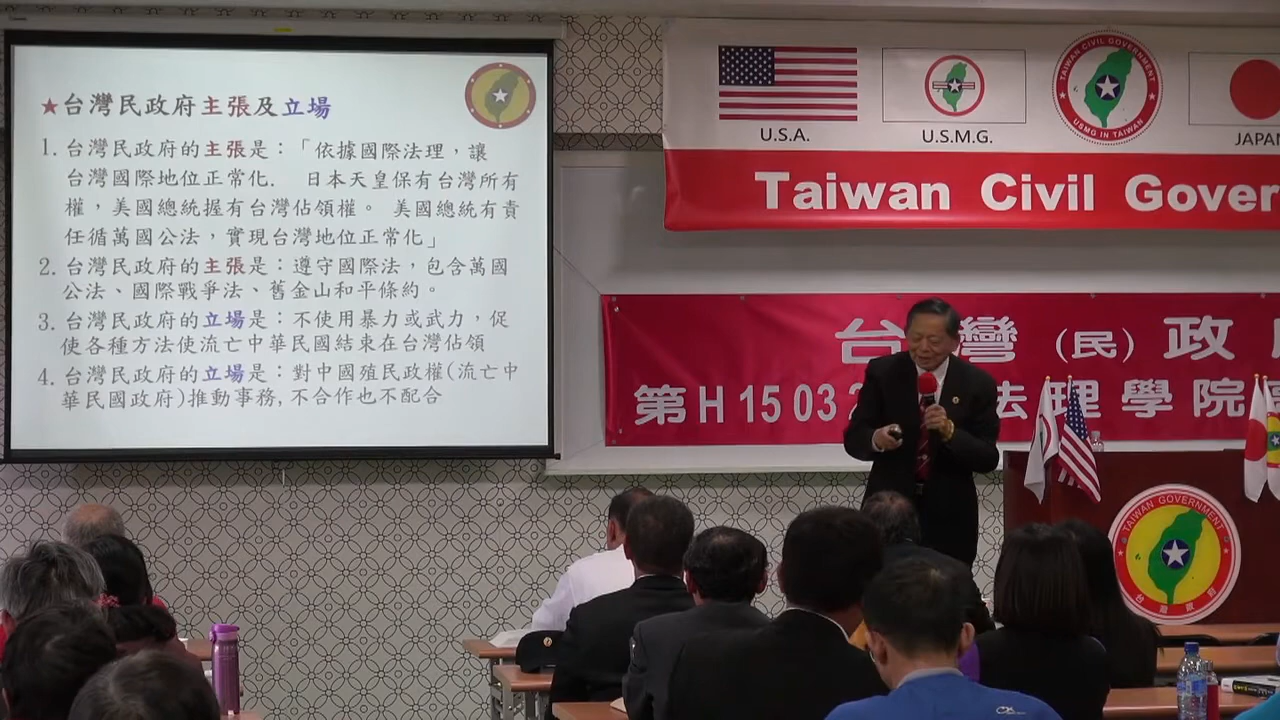 ★台灣民政府主張及立場
1. 台灣民政府的主張是：「依據國際法理，讓
台灣國際地位正常化． 日本天皇保有台灣所有
權，美國總統握有台灣佔領權。 美國總統有責
任循萬國公法，實現台灣地位正常化」
2. 台灣民政府的主張是：遵守國際法，包含萬國
公法、國際戰爭法、舊金山和平條約。
3. 台灣民政府的立場是：不使用暴力或武力，促
使各種方法使流亡中華民國結束在台灣佔領
4. 台灣民政府的立場是：對中國殖民政權(流亡中
華民國政府)推動事務,不合作也不配合
U.S.A.
U.S.M.G.
TAIWAN CIVIL GOVERNMENT
USMG IN TAIWAN
JAPAN
Taiwan Civil Gover
台灣（民）政
第H 15 03 2 法理學院
TAIWAN GOVERNMENT
台灣政府